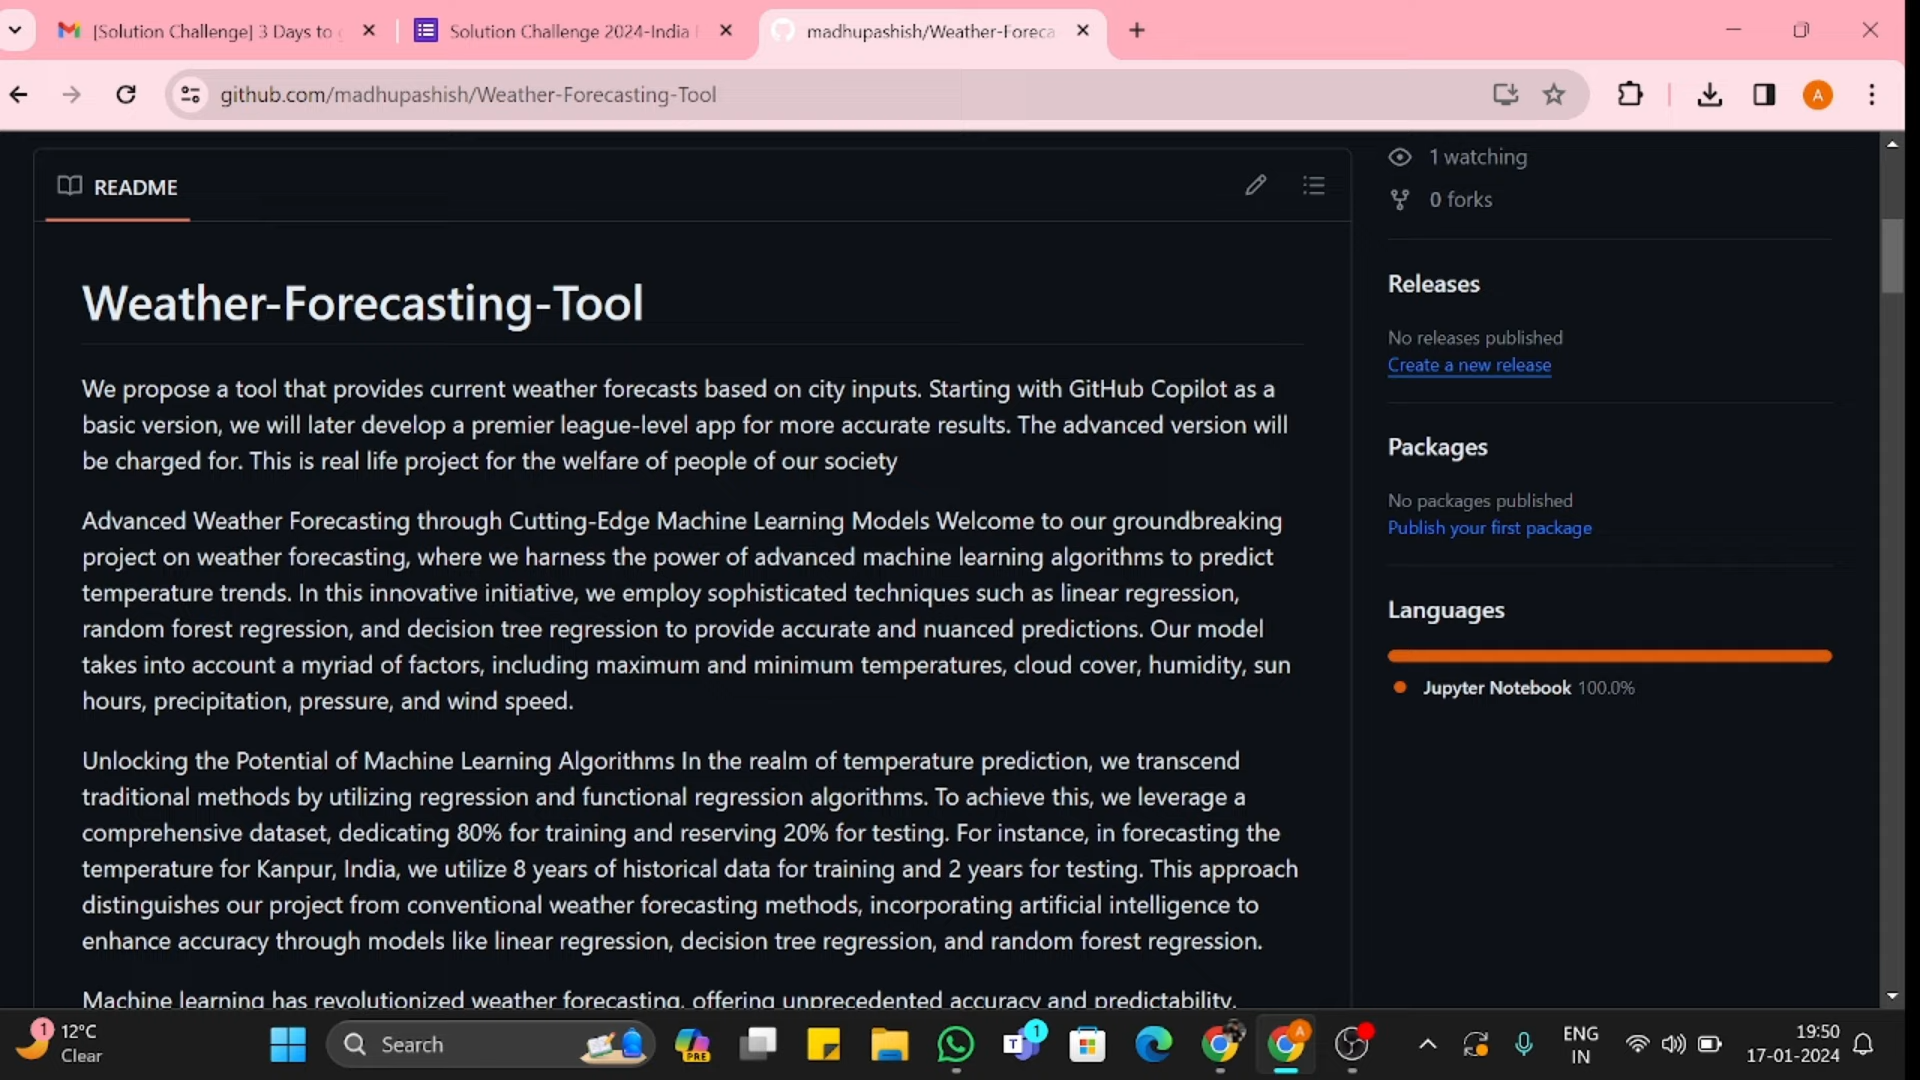 [Solution Challenge] 3 Days to
Solution Challenge 2024-India
madhupashish/Weather-Foreca
github.com/madhupashish/Weather-Forecasting-Tool
A
README
1 watching
0 forks
Releases
No releases published
Create a new release
Packages
No packages published
Publish your first package
Languages
Jupyter Notebook 100.0%
Weather-Forecasting-Tool
We propose a tool that provides current weather forecasts based on city inputs. Starting with GitHub Copilot as a
basic version, we will later develop a premier league-level app for more accurate results. The advanced version will
be charged for. This is real life project for the welfare of people of our society
Advanced Weather Forecasting through Cutting-Edge Machine Learning Models Welcome to our groundbreaking
project on weather forecasting, where we harness the power of advanced machine learning algorithms to predict
temperature trends. In this innovative initiative, we employ sophisticated techniques such as linear regression,
random forest regression, and decision tree regression to provide accurate and nuanced predictions. Our model
takes into account a myriad of factors, including maximum and minimum temperatures, cloud cover, humidity, sun
hours, precipitation, pressure, and wind speed.
Unlocking the Potential of Machine Learning Algorithms In the realm of temperature prediction, we transcend
traditional methods by utilizing regression and functional regression algorithms. To achieve this, we leverage a
comprehensive dataset, dedicating 80% for training and reserving 20% for testing. For instance, in forecasting the
temperature for Kanpur, India, we utilize 8 years of historical data for training and 2 years for testing. This approach
distinguishes our project from conventional weather forecasting methods, incorporating artificial intelligence to
enhance accuracy through models like linear regression, decision tree regression, and random forest regression.
Machine learning has revolutionized weather forecasting, offering unprecedented accuracy and predictability.
1
12°C
Clear
Search
PRE
T
1
A
ENG
IN
19:50
17-01-2024